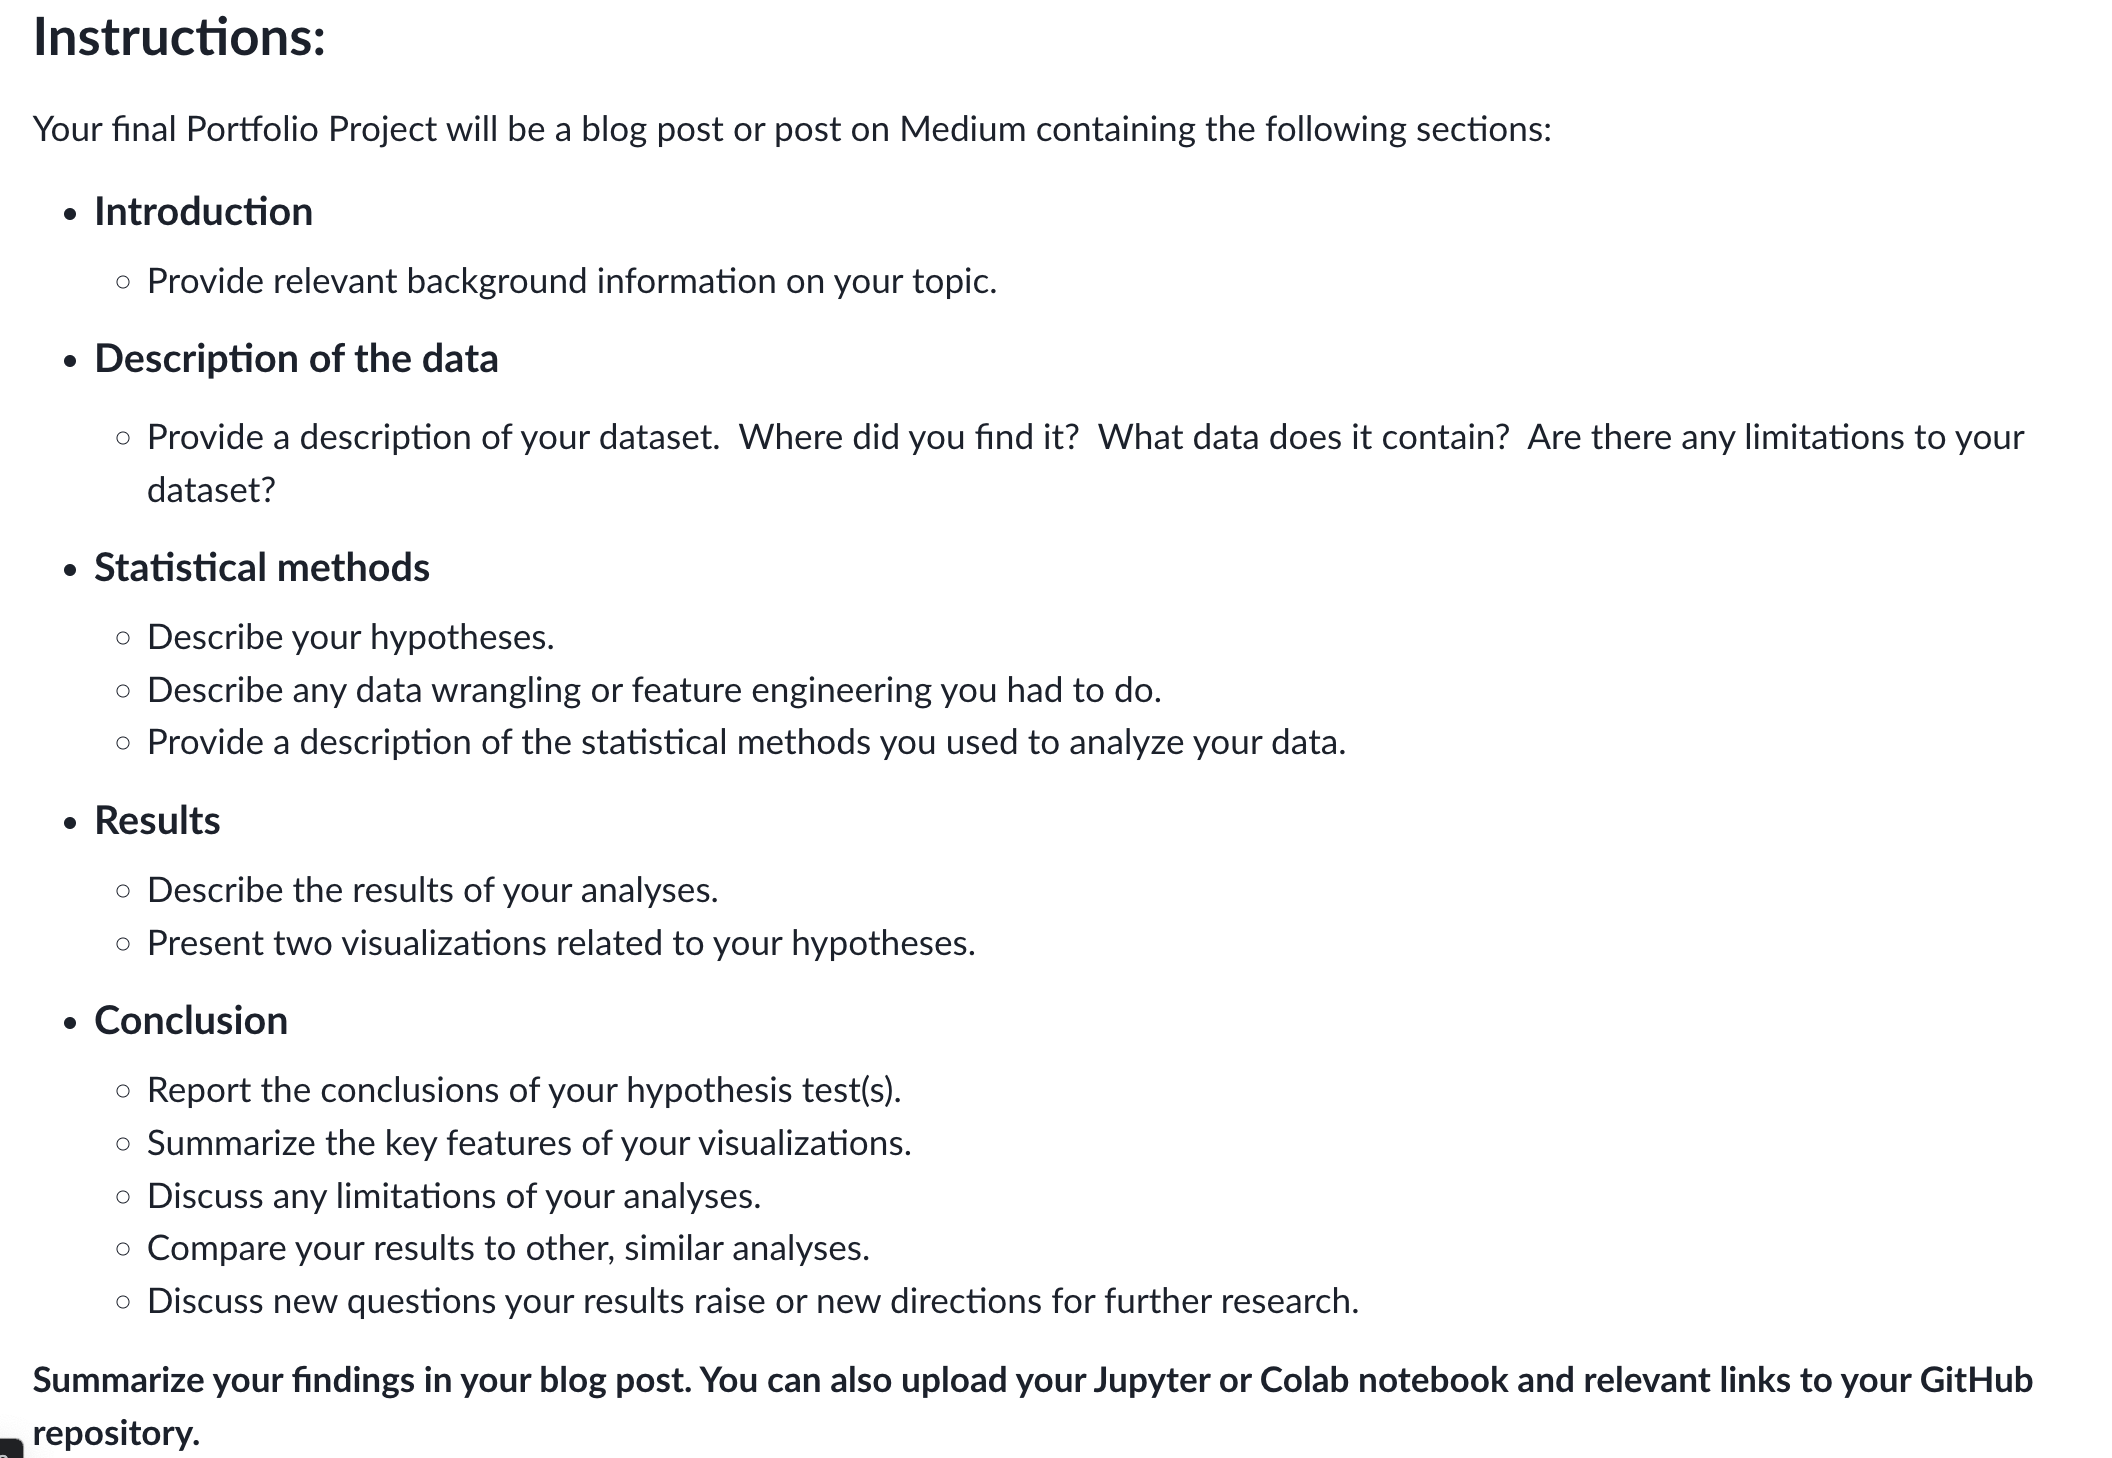 Instructions:
Your final Portfolio Project will be a blog post or post on Medium containing the following sections:
• Introduction
◦ Provide relevant background information on your topic.
• Description of the data
◦ Provide a description of your dataset.  Where did you find it?  What data does it contain?  Are there any limitations to your
dataset?
• Statistical methods
◦ Describe your hypotheses.
◦ Describe any data wrangling or feature engineering you had to do.
◦ Provide a description of the statistical methods you used to analyze your data.
• Results
◦ Describe the results of your analyses.
◦ Present two visualizations related to your hypotheses.
• Conclusion
◦ Report the conclusions of your hypothesis test(s).
◦ Summarize the key features of your visualizations.
◦ Discuss any limitations of your analyses.
◦ Compare your results to other, similar analyses.
◦ Discuss new questions your results raise or new directions for further research.
Summarize your findings in your blog post. You can also upload your Jupyter or Colab notebook and relevant links to your GitHub
repository.